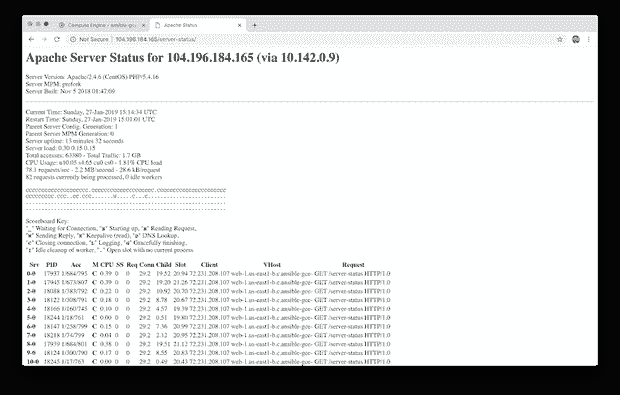 Compute Engine
Apache Status
Not Secure 104.196.184.165/server-status/
Apache Server Status for 104.196.184.165 (via 10.142.0.9)
Server Version: Apache/2.4.6 (CentOS) PHP/5.4.16
Server MPM: prefork
Server Built: Nov 5 2018 01:47:09
Current Time: Sunday, 27-Jan-2019 15:14:34 UTC
Restart Time: Sunday, 27-Jan-2019 15:01:01 UTC
Parent Server Config. Generation: 1
Parent Server MPM Generation: 0
Server uptime: 13 minutes 32 seconds
Server load: 0.30 0.15 0.15
Total accesses: 63380 - Total Traffic: 1.7 GB
CPU Usage: u10.05 s4.65 cu0 cs0 - 1.81% CPU load
78.1 requests/sec - 2.2 MB/second - 28.6 kB/request
82 requests currently being processed, 0 idle workers
Scoreboard Key:
"_" Waiting for Connection, "S" Starting up, "R" Reading Request,
"W" Sending Reply, "K" Keepalive (read), "D" DNS Lookup,
"C" Closing connection, "L" Logging, "G" Gracefully finishing,
"I" Idle cleanup of worker, "." Open slot with no current process
Srv PID Acc M CPU SS Req Conn Child Slot Client VHost Request
0-0 17937 1/684/795 C 0.39 0 0 29.2 19.52 20.94 72.231.208.107 web-1.us-east1-b.c.ansible-gce- GET /server-status HTTP/1.0
1-0 17945 1/673/807 C 0.39 0 0 29.2 19.20 21.26 72.231.208.107 web-1.us-east1-b.c.ansible-gce- GET /server-status HTTP/1.0
2-0 18088 1/383/792 C 0.22 0 0 29.2 10.92 20.70 72.231.208.107 web-1.us-east1-b.c.ansible-gce- GET /server-status HTTP/1.0
3-0 18122 1/308/791 C 0.18 0 0 29.2 8.78 20.67 72.231.208.107 web-1.us-east1-b.c.ansible-gce- GET /server-status HTTP/1.0
4-0 18166 1/160/745 C 0.10 0 0 29.2 4.57 19.39 72.231.208.107 web-1.us-east1-b.c.ansible-gce- GET /server-status HTTP/1.0
5-0 18244 1/18/761 C 0.00 0 0 29.2 0.51 19.80 72.231.208.107 web-1.us-east1-b.c.ansible-gce- GET /server-status HTTP/1.0
6-0 18147 1/258/799 C 0.15 0 0 29.2 7.36 20.99 72.231.208.107 web-1.us-east1-b.c.ansible-gce- GET /server-status HTTP/1.0
7-0 18218 1/74/799 C 0.04 0 0 29.2 2.12 20.95 72.231.208.107 web-1.us-east1-b.c.ansible-gce- GET /server-status HTTP/1.0
8-0 17939 1/684/801 C 0.38 0 0 29.2 19.51 21.12 72.231.208.107 web-1.us-east1-b.c.ansible-gce- GET /server-status HTTP/1.0
9-0 18124 1/300/790 C 0.17 0 0 29.2 8.55 20.83 72.231.208.107 web-1.us-east1-b.c.ansible-gce- GET /server-status HTTP/1.0
10-0 18245 1/17/763 C 0.00 0 0 29.2 0.49 20.43 72.231.208.107 web-1.us-east1-b.c.ansible-gce- GET /server-status HTTP/1.0